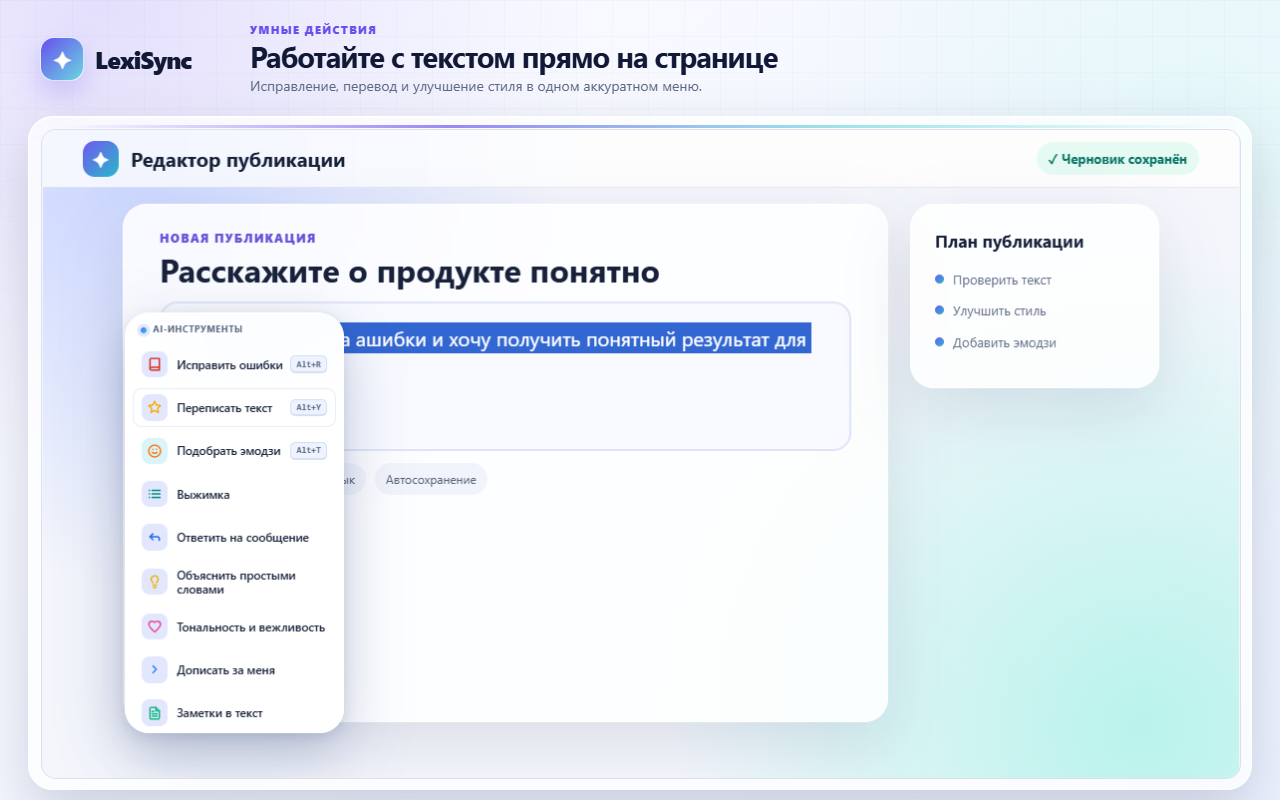 УМНЫЕ ДЕЙСТВИЯ
LexiSync
Работайте с текстом прямо на странице
Исправление, перевод и улучшение стиля в одном аккуратном меню.
Редактор публикации
✓ Черновик сохранён
НОВАЯ ПУБЛИКАЦИЯ
Расскажите о продукте понятно
ошибки и хочу получить понятный результат для
Автосохранение
AI-ИНСТРУМЕНТЫ
Исправить ошибки Alt+R
Переписать текст Alt+Y
Подобрать эмодзи Alt+T
Выжимка
Ответить на сообщение
Объяснить простыми
словами
Тональность и вежливость
Дописать за меня
Заметки в текст
План публикации
Проверить текст
Улучшить стиль
Добавить эмодзи